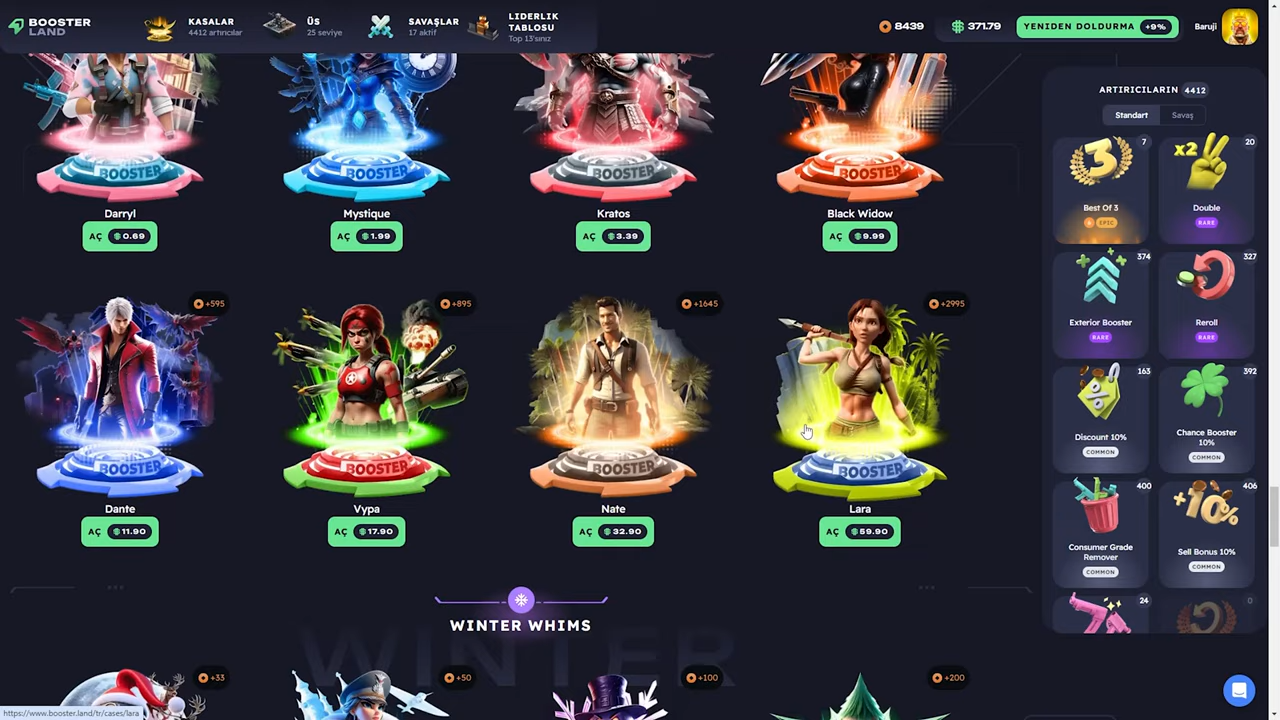 BOOSTER
LAND
KASALAR
4412 artırıcılar
ÜS
25 seviye
SAVAŞLAR
17 aktif
LIDERLIK
TABLOSU
Top 13'sınız
8439
371.79
YENIDEN DOLDURMA +9%
Baruji
BOOSTER
BOOSTER
BOOSTER
BOOSTER
Darryl
Mystique
Kratos
Black Widow
AÇ 0.69
AÇ 1.99
AÇ 3.39
AÇ 9.99
+595
+895
+1645
+2995
BOOSTER
BOOSTER
BOOSTER
BOOSTER
Dante
Vypa
Nate
Lara
AÇ 11.90
AÇ 17.90
AÇ 32.90
AÇ 59.90
WINTER WHIMS
WINTER
+33
+50
+100
+200
ARTIRICILARIN 4412
Standart
Savaş
7
3
Best Of 3
EPIC
20
x2
Double
RARE
374
Exterior Booster
RARE
327
Reroll
RARE
163
%
Discount 10%
COMMON
392
Chance Booster
10%
COMMON
400
Consumer Grade
Remover
COMMON
406
+10%
Sell Bonus 10%
COMMON
24
0
https://www.booster.land/tr/cases/lara